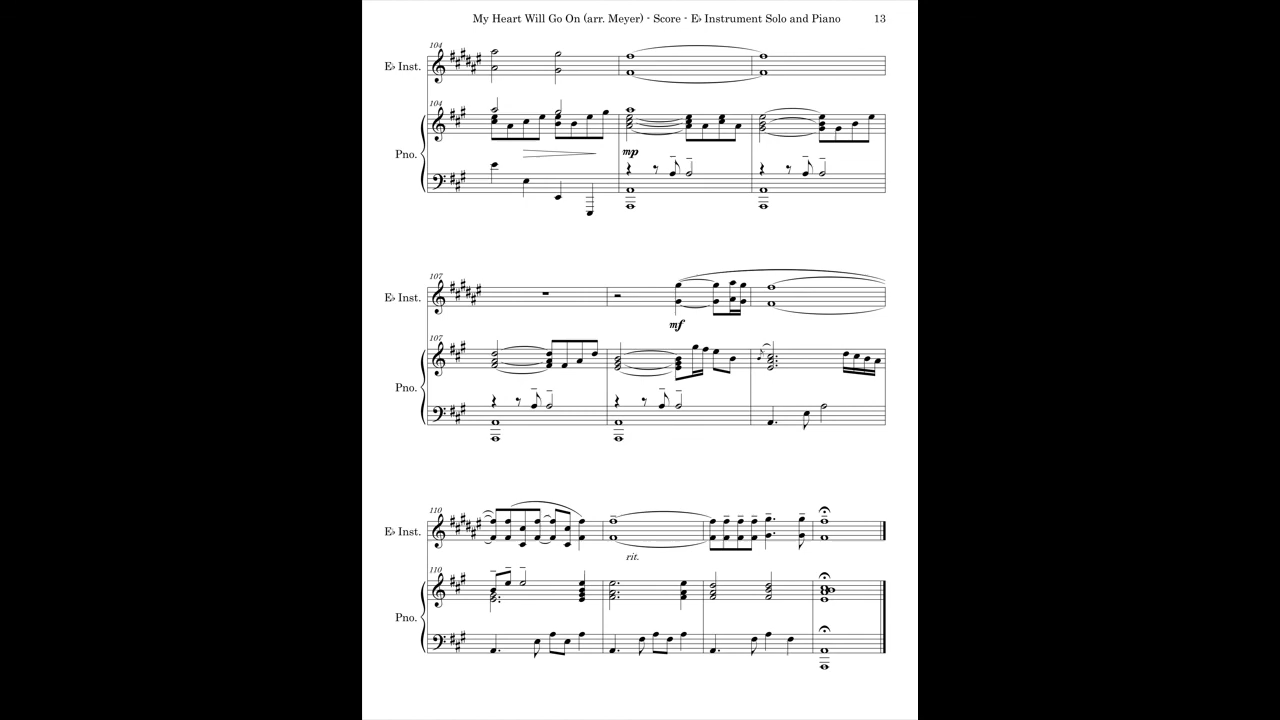 My Heart Will Go On (arr. Meyer) - Score - E♭ Instrument Solo and Piano 13
104
E♭ Inst.
104
Pno.
mp
107
E♭ Inst.
mf
107
Pno.
110
E♭ Inst.
rit.
110
Pno.